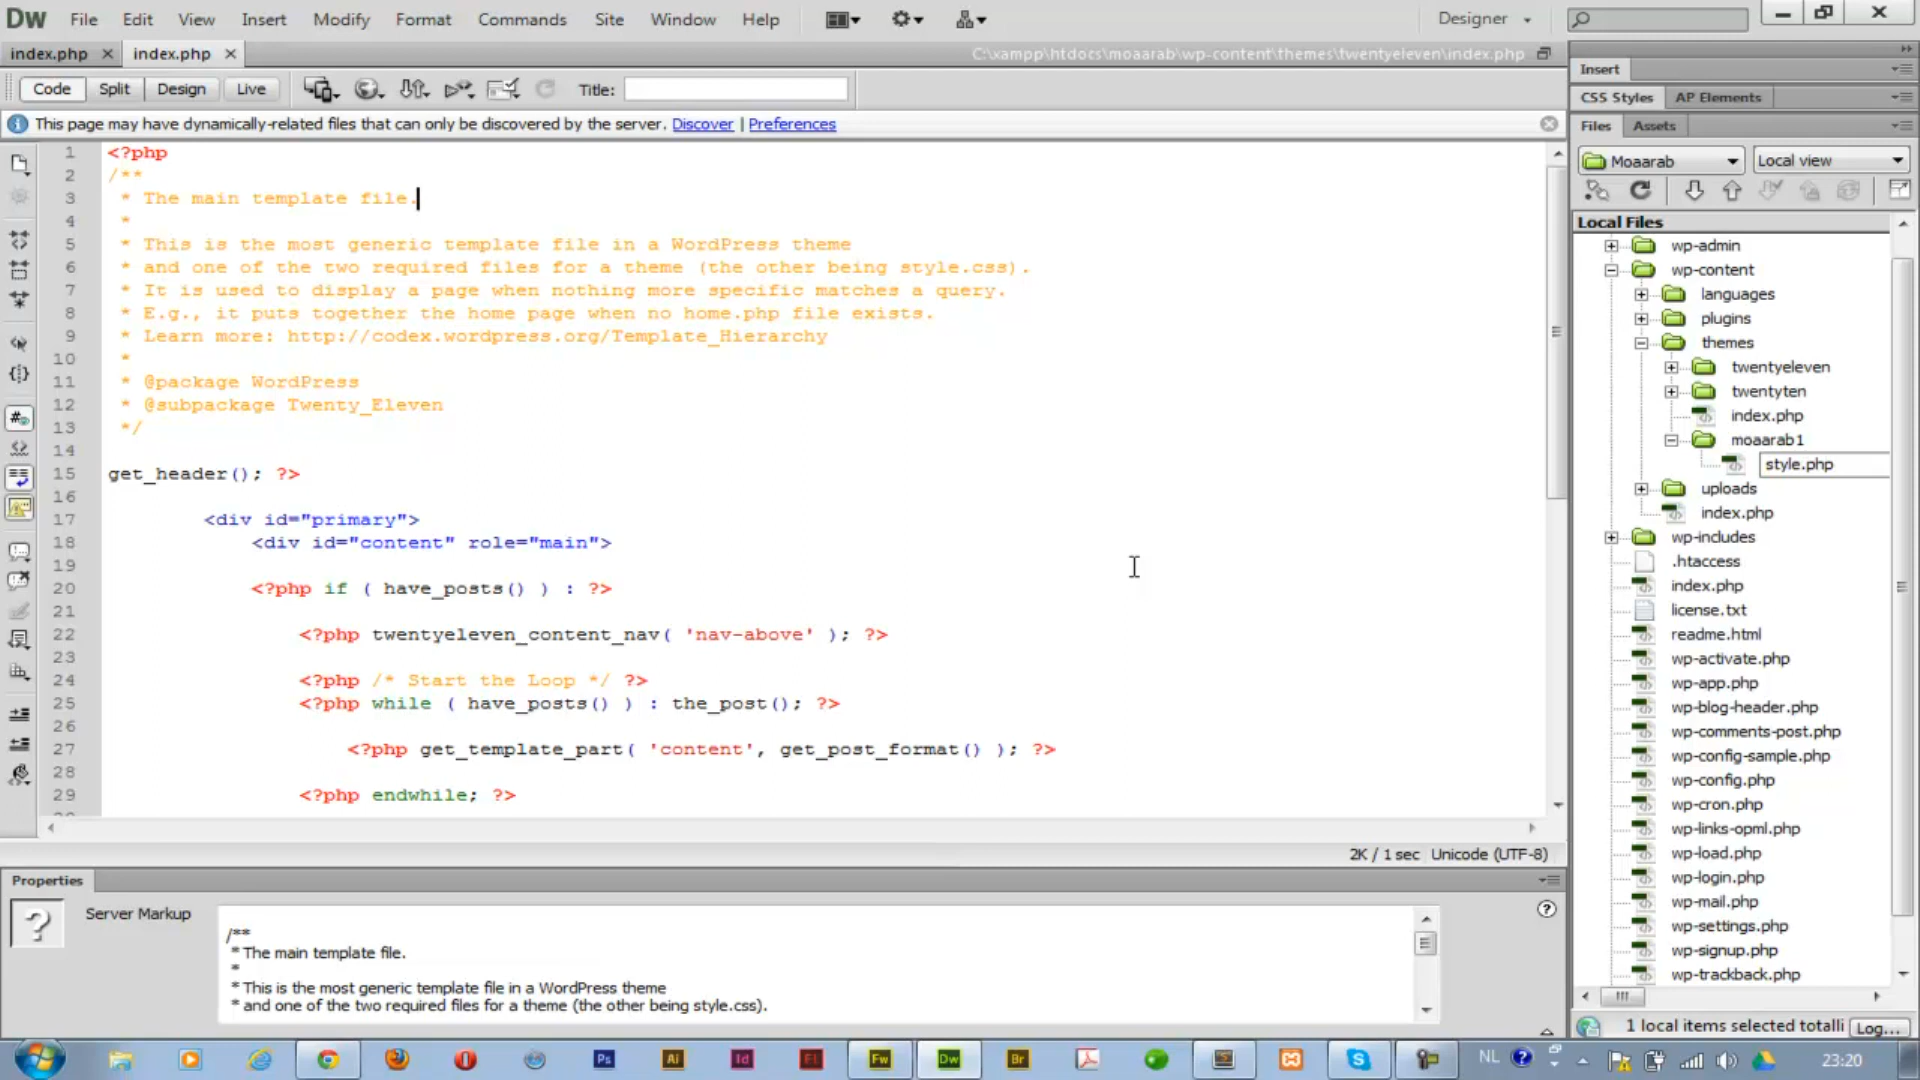 Dw File Edit View Insert Modify Format Commands Site Window Help Designer
index.php index.php C:\xampp\htdocs\moaarab\wp-content\themes\twentyeleven\index.php
Code Split Design Live Title:
This page may have dynamically-related files that can only be discovered by the server. Discover | Preferences
1 <?php
2 /**
3 * The main template file.
4 *
5 * This is the most generic template file in a WordPress theme
6 * and one of the two required files for a theme (the other being style.css).
7 * It is used to display a page when nothing more specific matches a query.
8 * E.g., it puts together the home page when no home.php file exists.
9 * Learn more: http://codex.wordpress.org/Template_Hierarchy
10 *
11 * @package WordPress
12 * @subpackage Twenty_Eleven
13 */
14
15 get_header(); ?>
16
17 <div id="primary">
18 <div id="content" role="main">
19
20 <?php if ( have_posts() ) : ?>
21
22 <?php twentyeleven_content_nav( 'nav-above' ); ?>
23
24 <?php /* Start the Loop */ ?>
25 <?php while ( have_posts() ) : the_post(); ?>
26
27 <?php get_template_part( 'content', get_post_format() ); ?>
28
29 <?php endwhile; ?>
2K / 1 sec Unicode (UTF-8)
Properties
Server Markup
/**
* The main template file.
*
* This is the most generic template file in a WordPress theme
* and one of the two required files for a theme (the other being style.css).
Insert
CSS Styles AP Elements
Files Assets
Moaarab Local view
Local Files
wp-admin
wp-content
languages
plugins
themes
twentyeleven
twentyten
index.php
moaarab1
style.php
uploads
index.php
wp-includes
.htaccess
index.php
license.txt
readme.html
wp-activate.php
wp-app.php
wp-blog-header.php
wp-comments-post.php
wp-config-sample.php
wp-config.php
wp-cron.php
wp-links-opml.php
wp-load.php
wp-login.php
wp-mail.php
wp-settings.php
wp-signup.php
wp-trackback.php
1 local items selected totalli Log...
Ps Ai Id Fl Fw Dw Br NL 23:20